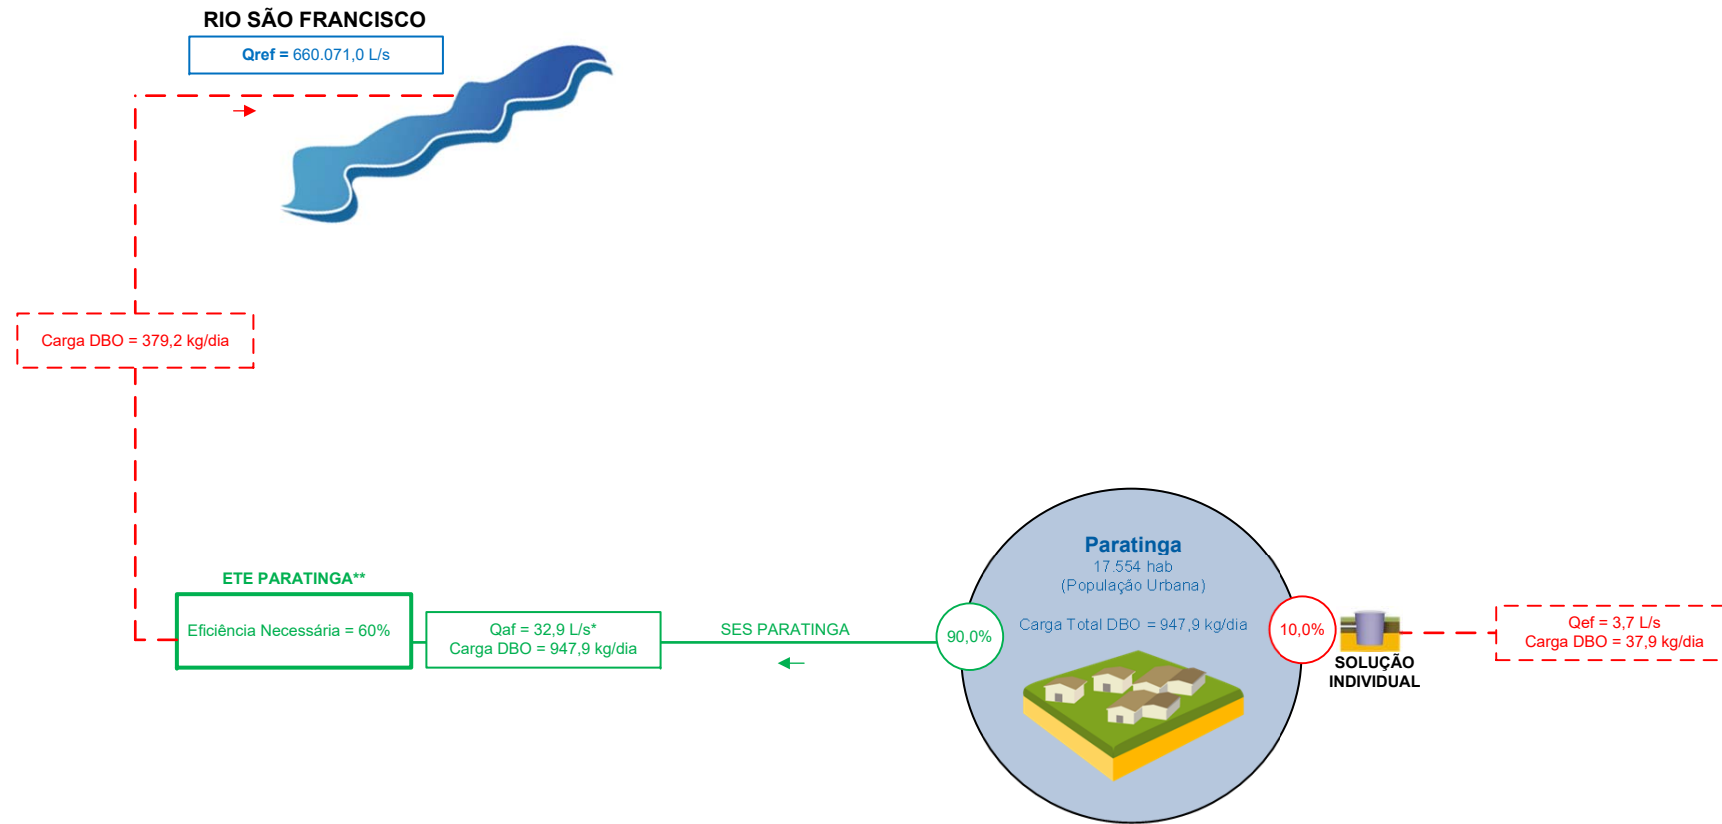 RIO SÃO FRANCISCO
Qref = 660.071,0 L/s
Carga DBO = 379,2 kg/dia
ETE PARATINGA**
Eficiência Necessária = 60%
Qaf = 32,9 L/s*
Carga DBO = 947,9 kg/dia
SES PARATINGA
90,0%
Paratinga
17.554 hab
(População Urbana)
Carga Total DBO = 947,9 kg/dia
10,0%
SOLUÇÃO
INDIVIDUAL
Qef = 3,7 L/s
Carga DBO = 37,9 kg/dia